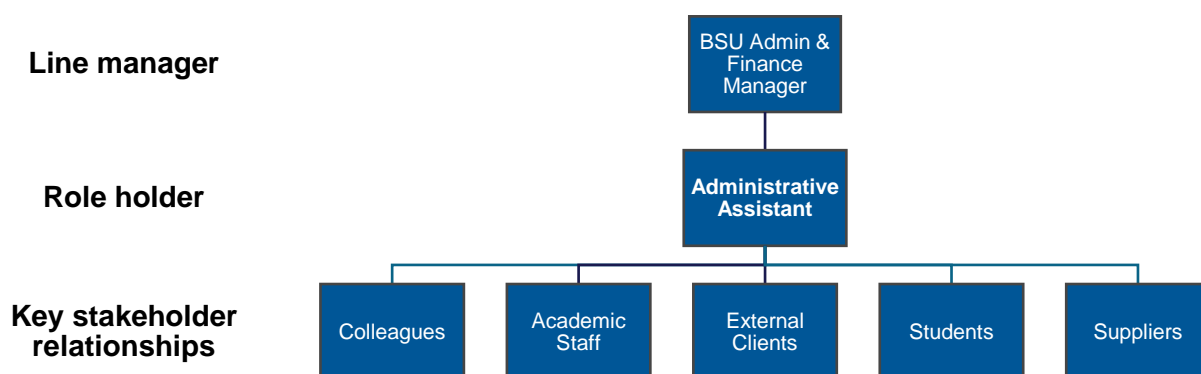 Line manager
BSU Admin &
Finance
Manager
Role holder
Administrative
Assistant
Key stakeholder
relationships
Colleagues
Academic
Staff
External
Clients
Students
Suppliers